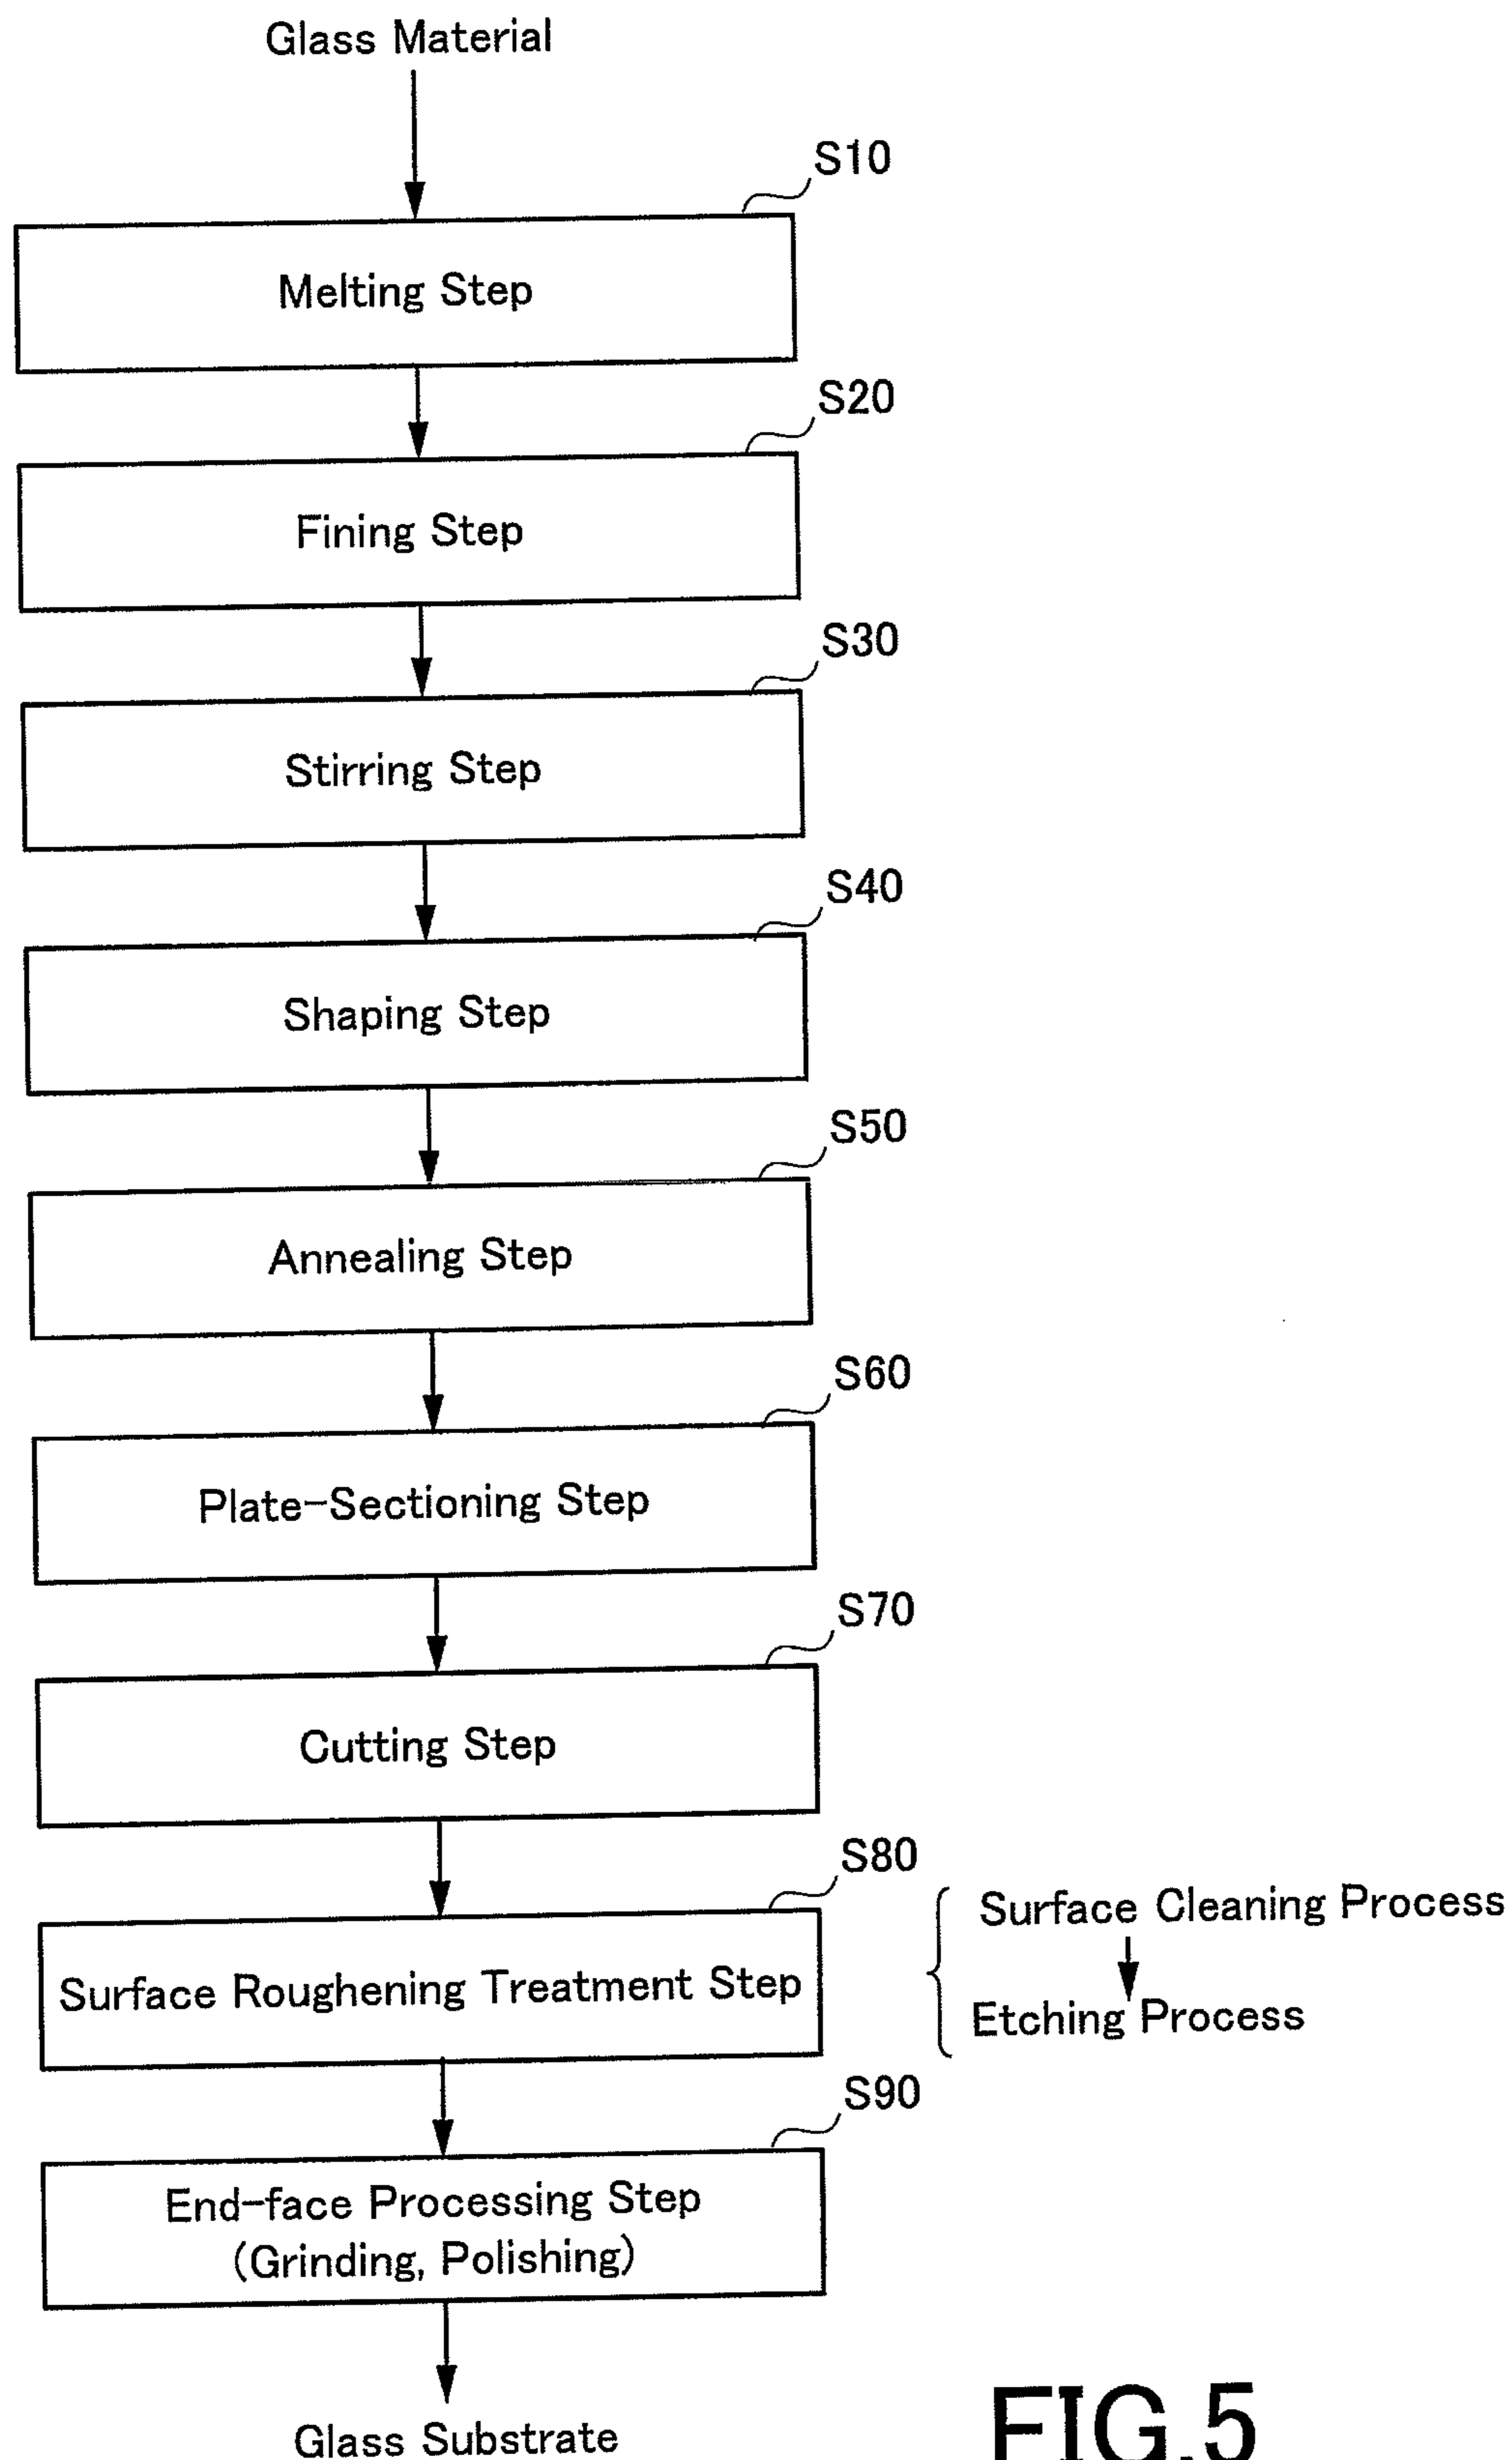 Glass Material
S10
Melting Step
S20
Fining Step
S30
Stirring Step
S40
Shaping Step
S50
Annealing Step
S60
Plate-Sectioning Step
S70
Cutting Step
S80
Surface Roughening Treatment Step
Surface Cleaning Process
Etching Process
S90
End-face Processing Step
(Grinding, Polishing)
Glass Substrate
FIG.5